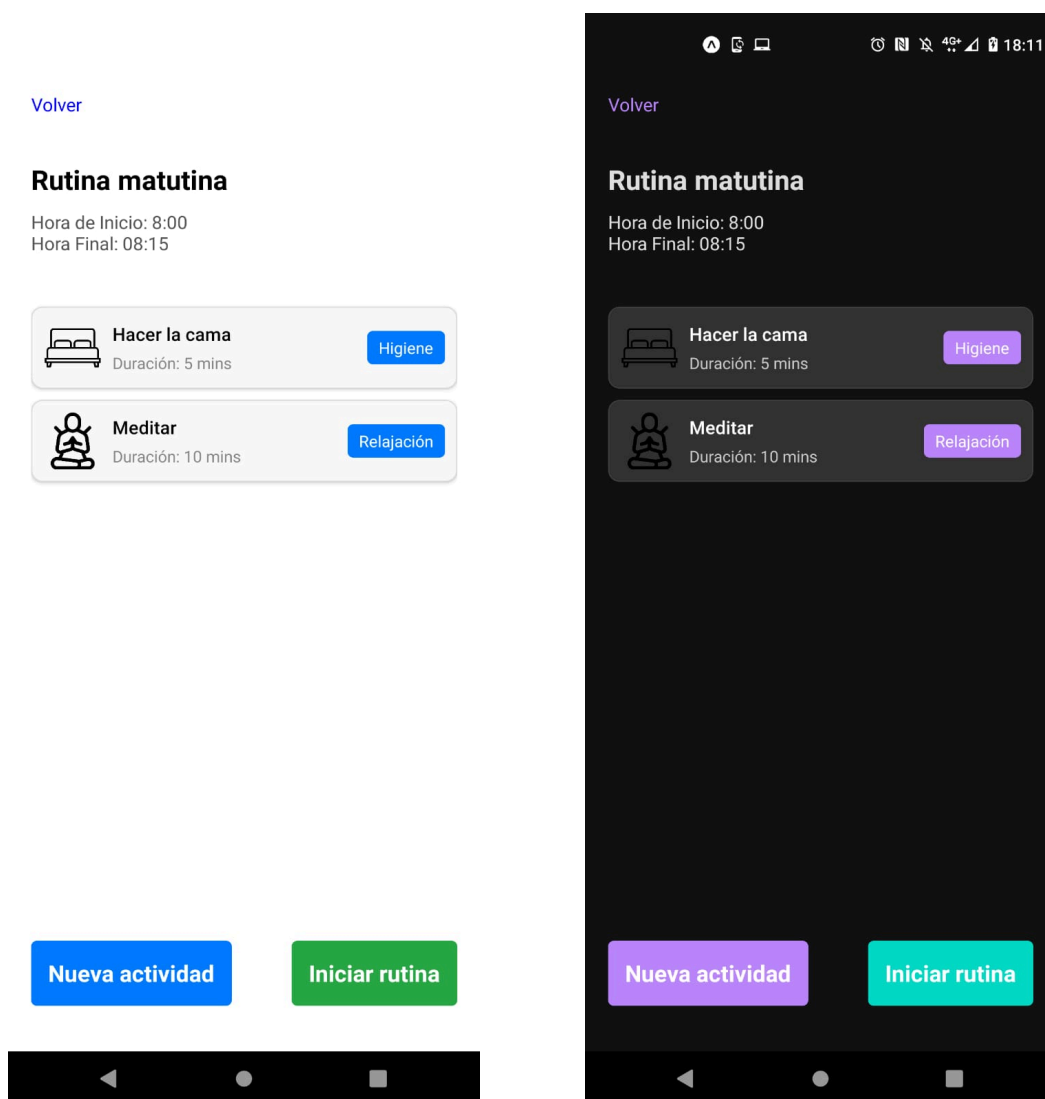 Volver
Rutina matutina
Hora de Inicio: 8:00
Hora Final: 08:15
Hacer la cama
Duración: 5 mins
Higiene
Meditar
Duración: 10 mins
Relajación
Nueva actividad
Iniciar rutina
4G+ 18:11
Volver
Rutina matutina
Hora de Inicio: 8:00
Hora Final: 08:15
Hacer la cama
Duración: 5 mins
Higiene
Meditar
Duración: 10 mins
Relajación
Nueva actividad
Iniciar rutina